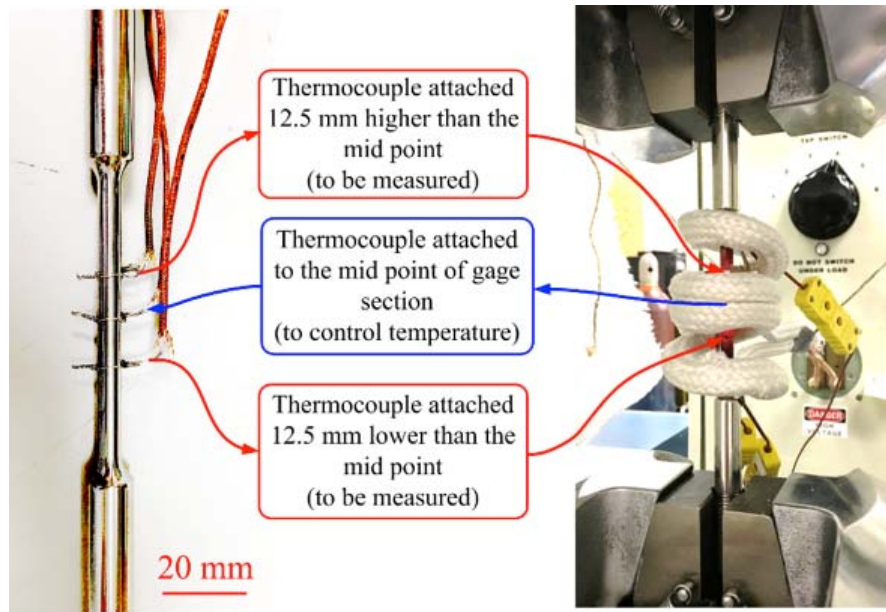 Thermocouple attached
12.5 mm higher than the
mid point
(to be measured)
Thermocouple attached
to the mid point of gage
section
(to control temperature)
Thermocouple attached
12.5 mm lower than the
mid point
(to be measured)
20 mm
TAP SWITCH
DO NOT SWITCH
UNDER LOAD
DANGER
HIGH
VOLTAGE